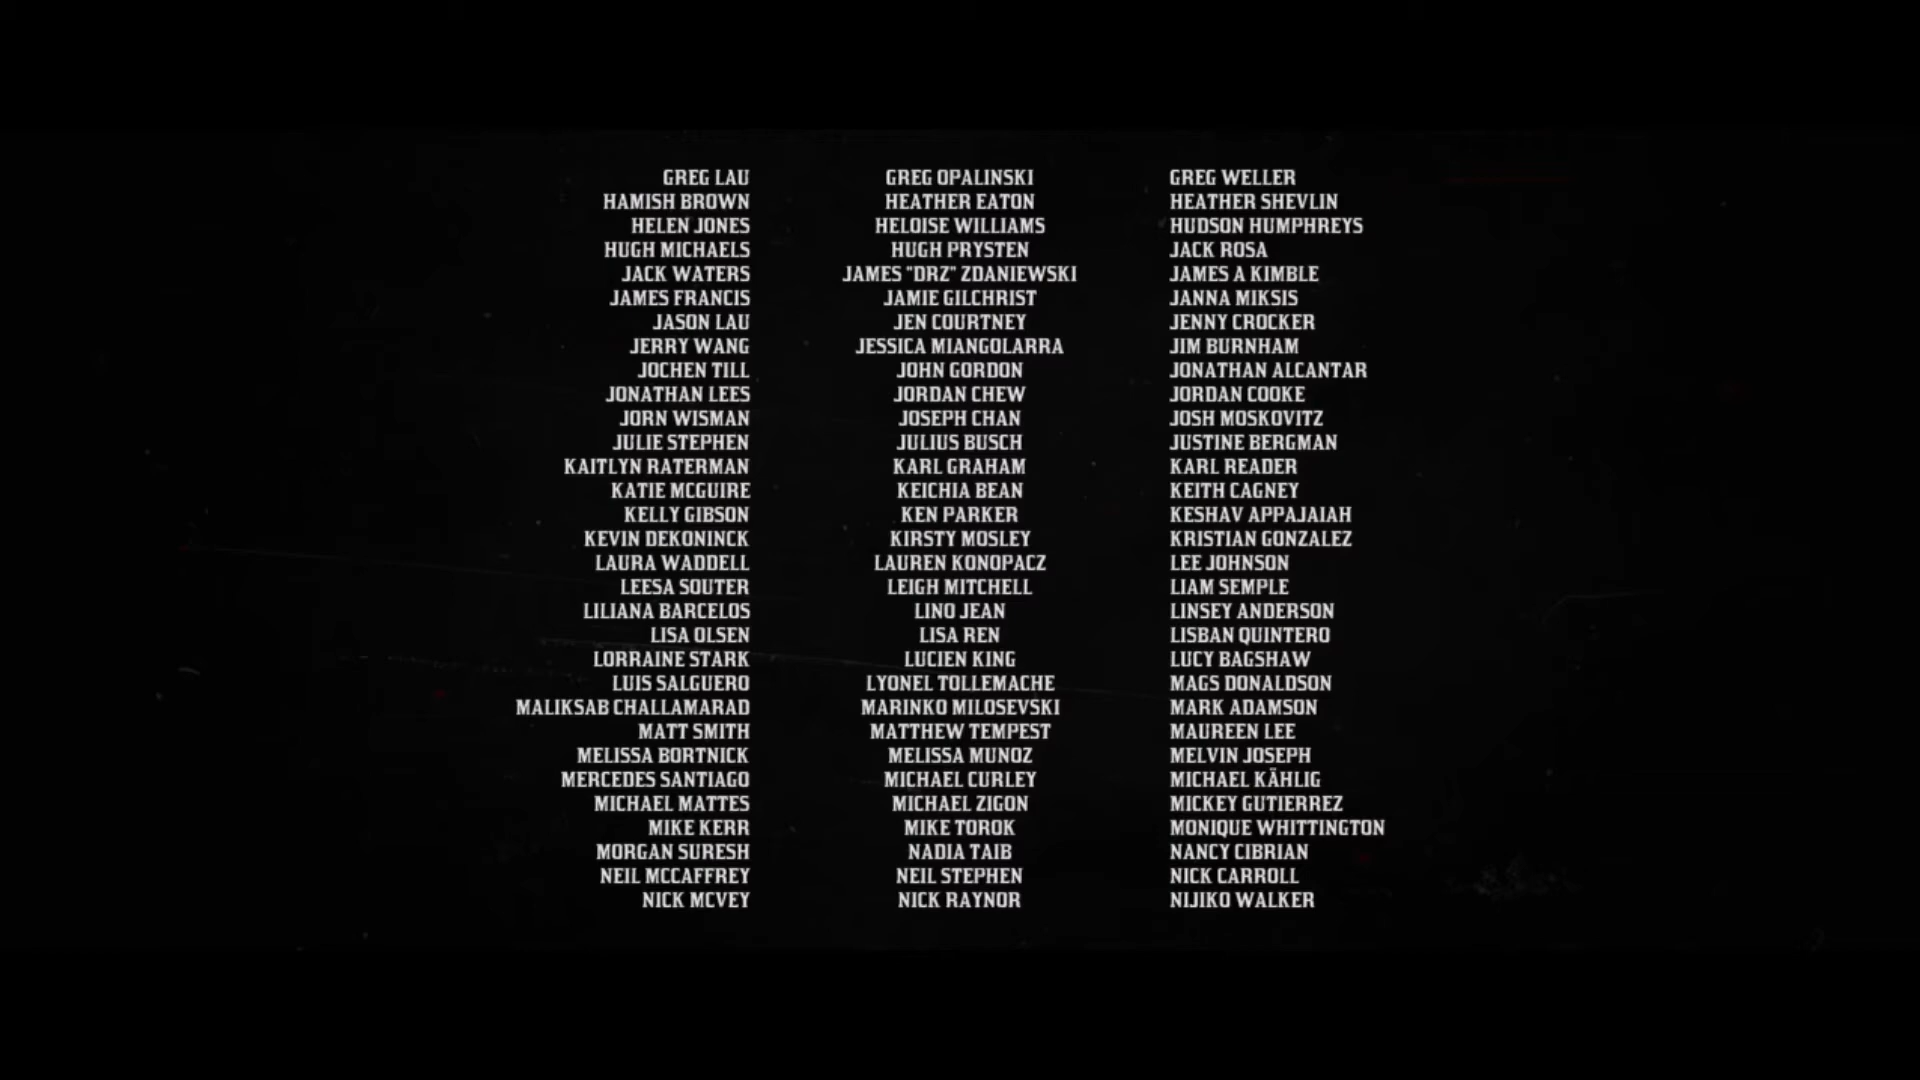 GREG LAU GREG OPALINSKI GREG WELLER
HAMISH BROWN HEATHER EATON HEATHER SHEVLIN
HELEN JONES HELOISE WILLIAMS HUDSON HUMPHREYS
HUGH MICHAELS HUGH PRYSTEN JACK ROSA
JACK WATERS JAMES "DRZ" ZDANIEWSKI JAMES A KIMBLE
JAMES FRANCIS JAMIE GILCHRIST JANNA MIKSIS
JASON LAU JEN COURTNEY JENNY CROCKER
JERRY WANG JESSICA MIANGOLARRA JIM BURNHAM
JOCHEN TILL JOHN GORDON JONATHAN ALCANTAR
JONATHAN LEES JORDAN CHEW JORDAN COOKE
JORN WISMAN JOSEPH CHAN JOSH MOSKOVITZ
JULIE STEPHEN JULIUS BUSCH JUSTINE BERGMAN
KAITLYN RATERMAN KARL GRAHAM KARL READER
KATIE MCGUIRE KEICHIA BEAN KEITH CAGNEY
KELLY GIBSON KEN PARKER KESHAV APPAJAIAH
KEVIN DEKONINCK KIRSTY MOSLEY KRISTIAN GONZALEZ
LAURA WADDELL LAUREN KONOPACZ LEE JOHNSON
LEESA SOUTER LEIGH MITCHELL LIAM SEMPLE
LILIANA BARCELOS LINO JEAN LINSEY ANDERSON
LISA OLSEN LISA REN LISBAN QUINTERO
LORRAINE STARK LUCIEN KING LUCY BAGSHAW
LUIS SALGUERO LYONEL TOLLEMACHE MAGS DONALDSON
MALIKSAB CHALLAMARAD MARINKO MILOSEVSKI MARK ADAMSON
MATT SMITH MATTHEW TEMPEST MAUREEN LEE
MELISSA BORTNICK MELISSA MUNOZ MELVIN JOSEPH
MERCEDES SANTIAGO MICHAEL CURLEY MICHAEL KÄHLIG
MICHAEL MATTES MICHAEL ZIGON MICKEY GUTIERREZ
MIKE KERR MIKE TOROK MONIQUE WHITTINGTON
MORGAN SURESH NADIA TAIB NANCY CIBRIAN
NEIL MCCAFFREY NEIL STEPHEN NICK CARROLL
NICK MCVEY NICK RAYNOR NIJIKO WALKER